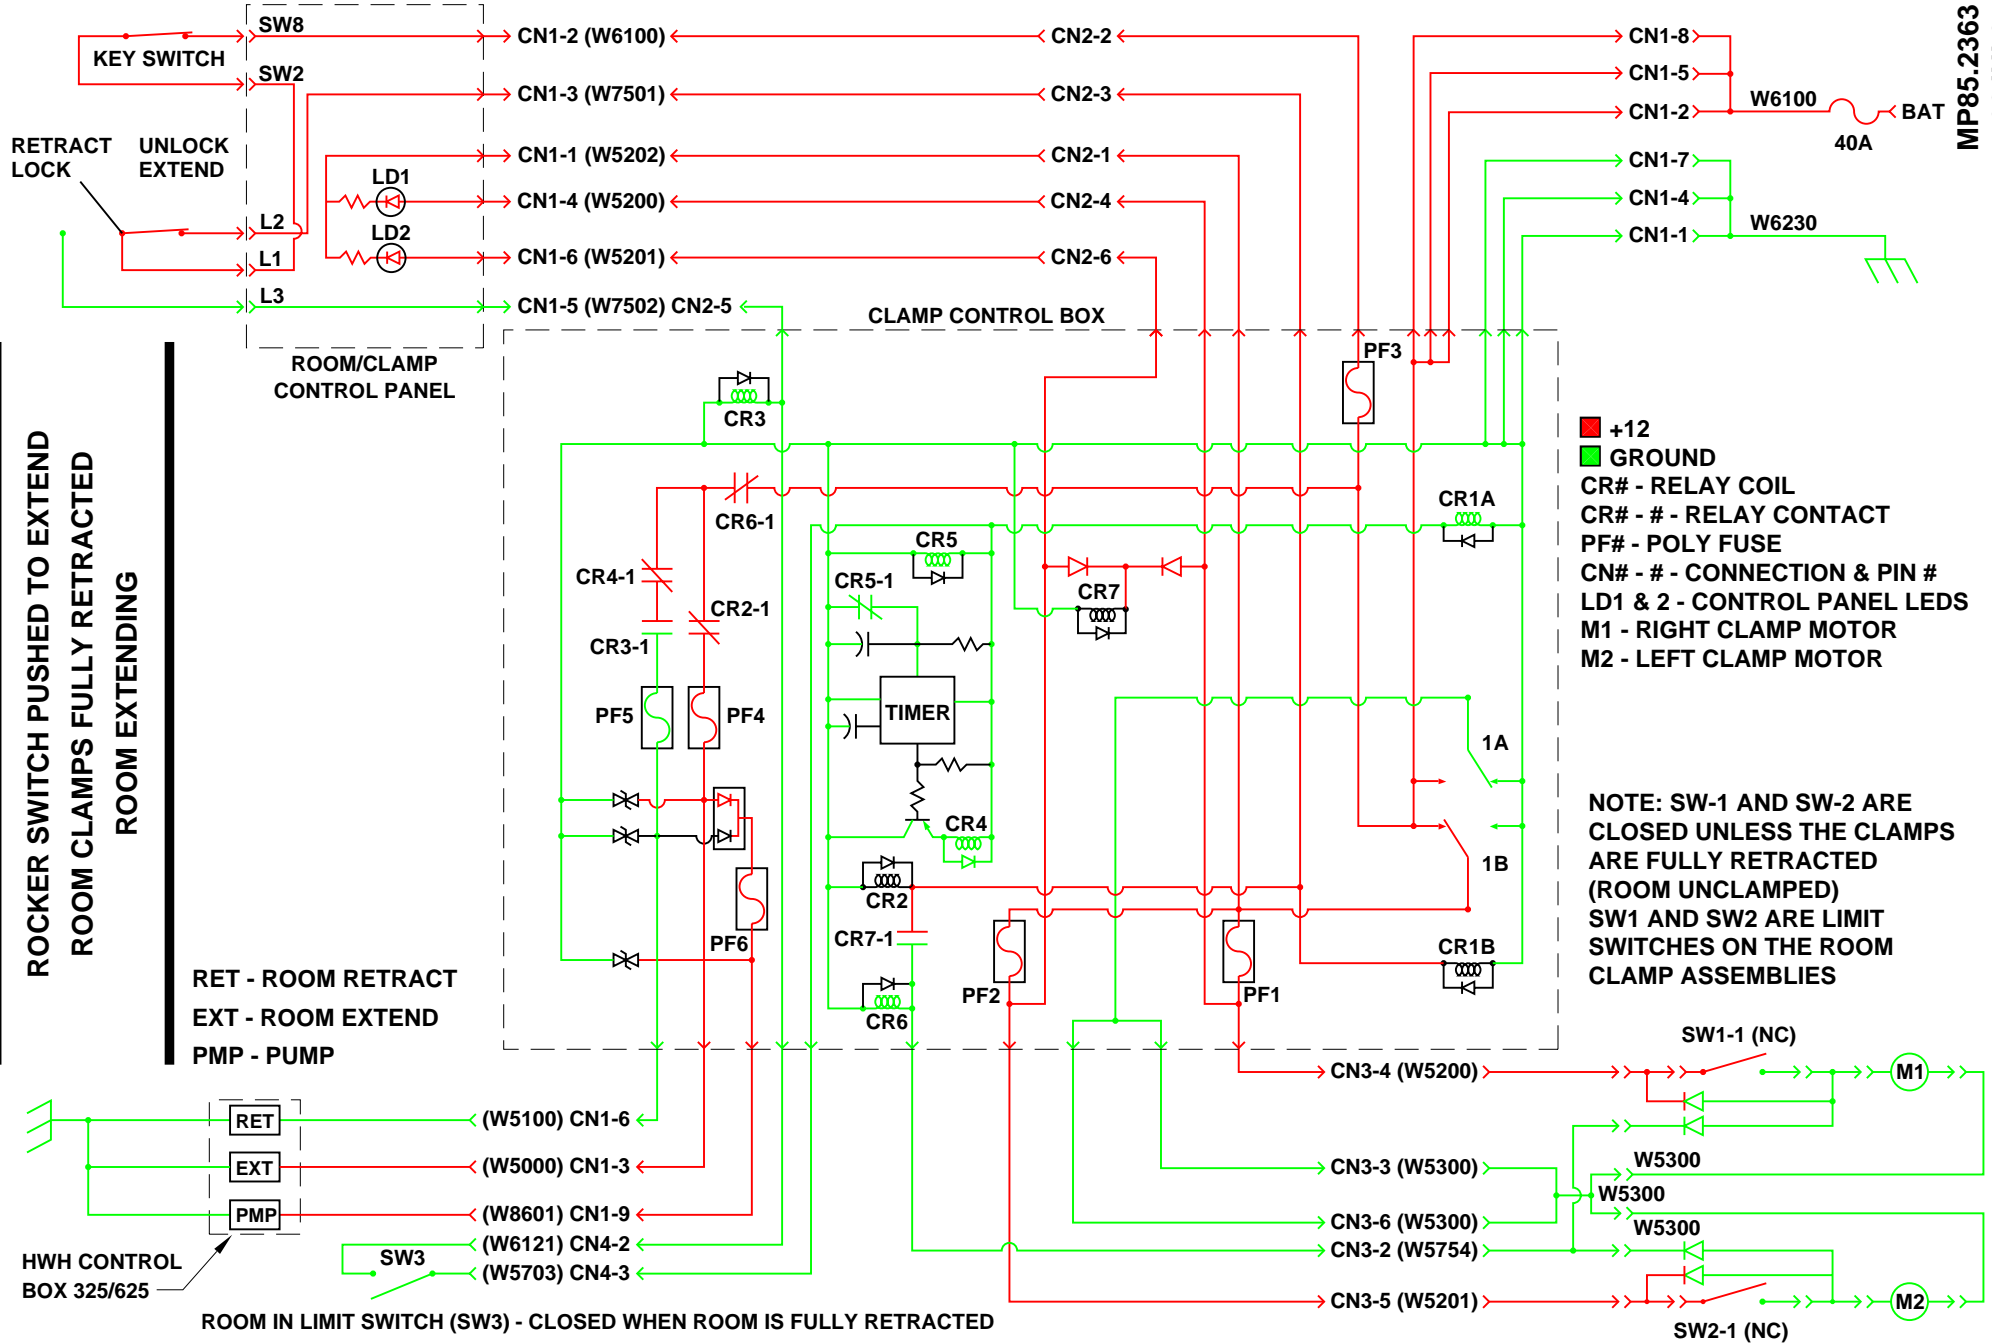 SW8
KEY SWITCH
SW2
CN1-2 (W6100)
CN2-2
CN1-3 (W7501)
CN2-3
CN1-1 (W5202)
CN2-1
CN1-4 (W5200)
CN2-4
CN1-6 (W5201)
CN2-6
CN1-5 (W7502) CN2-5
RETRACT
LOCK
UNLOCK
EXTEND
LD1
LD2
L2
L1
L3
ROOM/CLAMP
CONTROL PANEL
CLAMP CONTROL BOX
CN1-8
CN1-5
CN1-2
W6100
BAT
40A
CN1-7
CN1-4
CN1-1
W6230
MP85.2363
ROCKER SWITCH PUSHED TO EXTEND
ROOM CLAMPS FULLY RETRACTED
ROOM EXTENDING
PF3
CR3
CR6-1
CR4-1
CR3-1
CR2-1
PF5
PF4
PF6
CR5
CR5-1
TIMER
CR4
CR2
CR7-1
CR6
CR7
CR1A
1A
1B
CR1B
PF2
PF1
+12
GROUND
CR# - RELAY COIL
CR# - # - RELAY CONTACT
PF# - POLY FUSE
CN# - # - CONNECTION & PIN #
LD1 & 2 - CONTROL PANEL LEDS
M1 - RIGHT CLAMP MOTOR
M2 - LEFT CLAMP MOTOR
NOTE: SW-1 AND SW-2 ARE
CLOSED UNLESS THE CLAMPS
ARE FULLY RETRACTED
(ROOM UNCLAMPED)
SW1 AND SW2 ARE LIMIT
SWITCHES ON THE ROOM
CLAMP ASSEMBLIES
RET - ROOM RETRACT
EXT - ROOM EXTEND
PMP - PUMP
RET
EXT
PMP
(W5100) CN1-6
(W5000) CN1-3
(W8601) CN1-9
(W6121) CN4-2
(W5703) CN4-3
SW3
HWH CONTROL
BOX 325/625
ROOM IN LIMIT SWITCH (SW3) - CLOSED WHEN ROOM IS FULLY RETRACTED
SW1-1 (NC)
CN3-4 (W5200)
M1
CN3-3 (W5300)
W5300
W5300
CN3-6 (W5300)
W5300
CN3-2 (W5754)
CN3-5 (W5201)
M2
SW2-1 (NC)